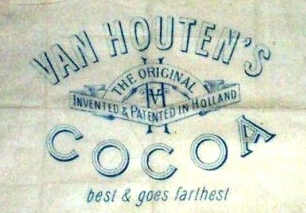 VAN HOUTEN'S
THE ORIGINAL
H
INVENTED & PATENTED IN HOLLAND
COCOA
best & goes farthest